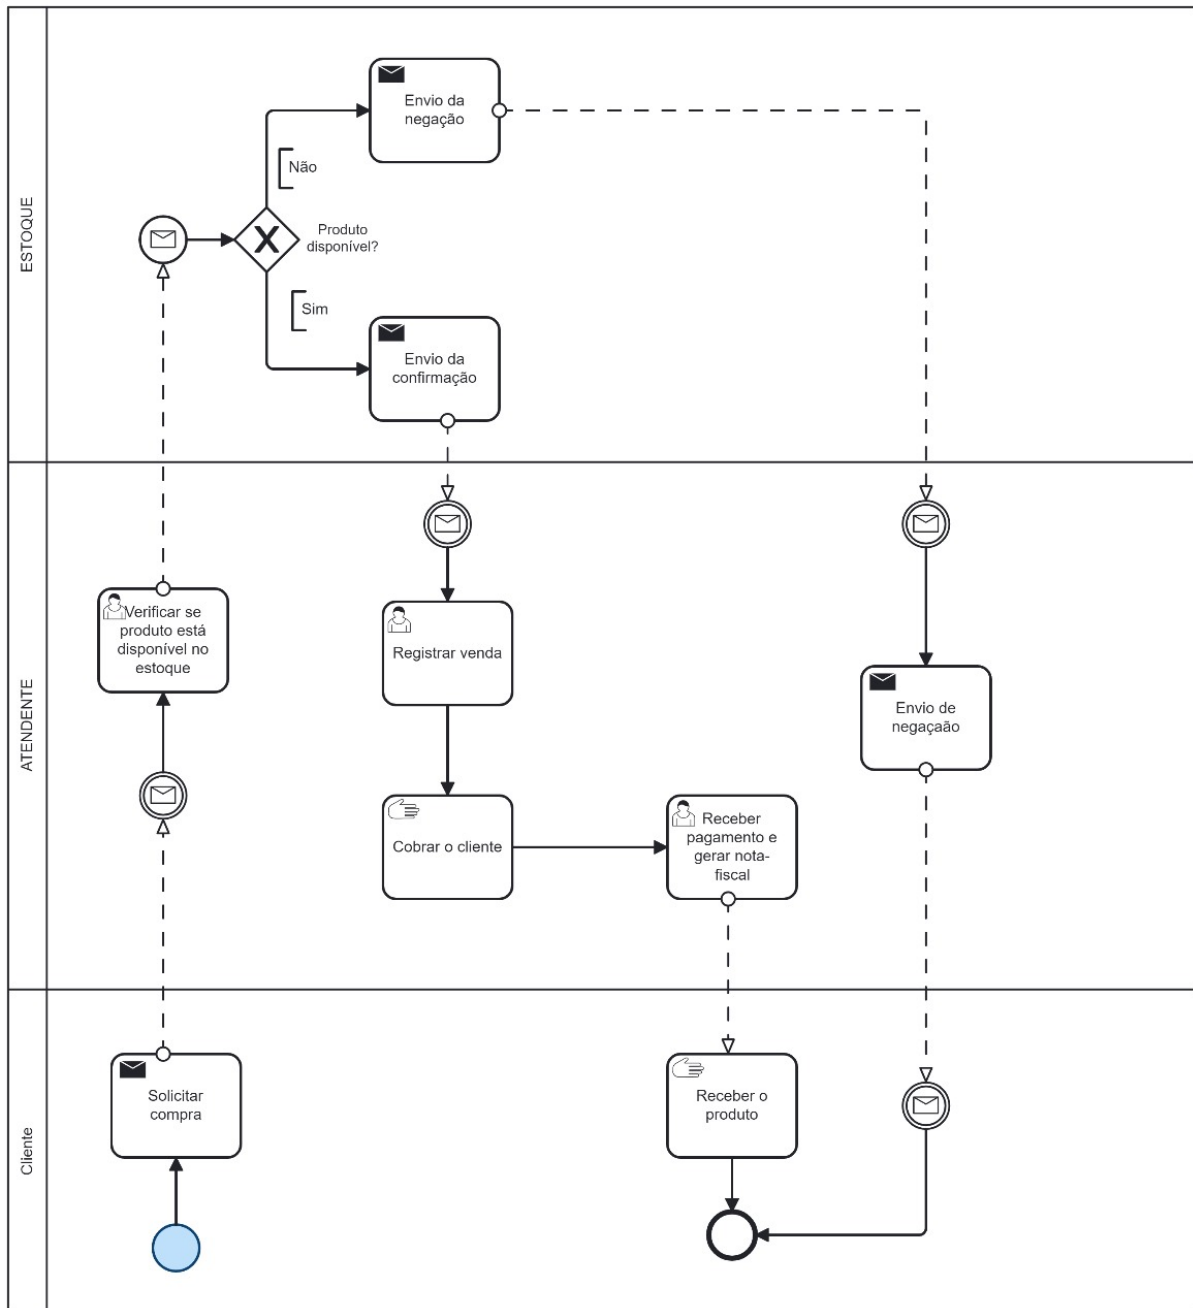 ESTOQUE
Envio da
negação
Não
Produto
disponível?
Sim
Envio da
confirmação
ATENDENTE
Verificar se
produto está
disponível no
estoque
Registrar venda
Envio de
negaçaão
Cobrar o cliente
Receber
pagamento e
gerar nota-
fiscal
Cliente
Solicitar
compra
Receber o
produto